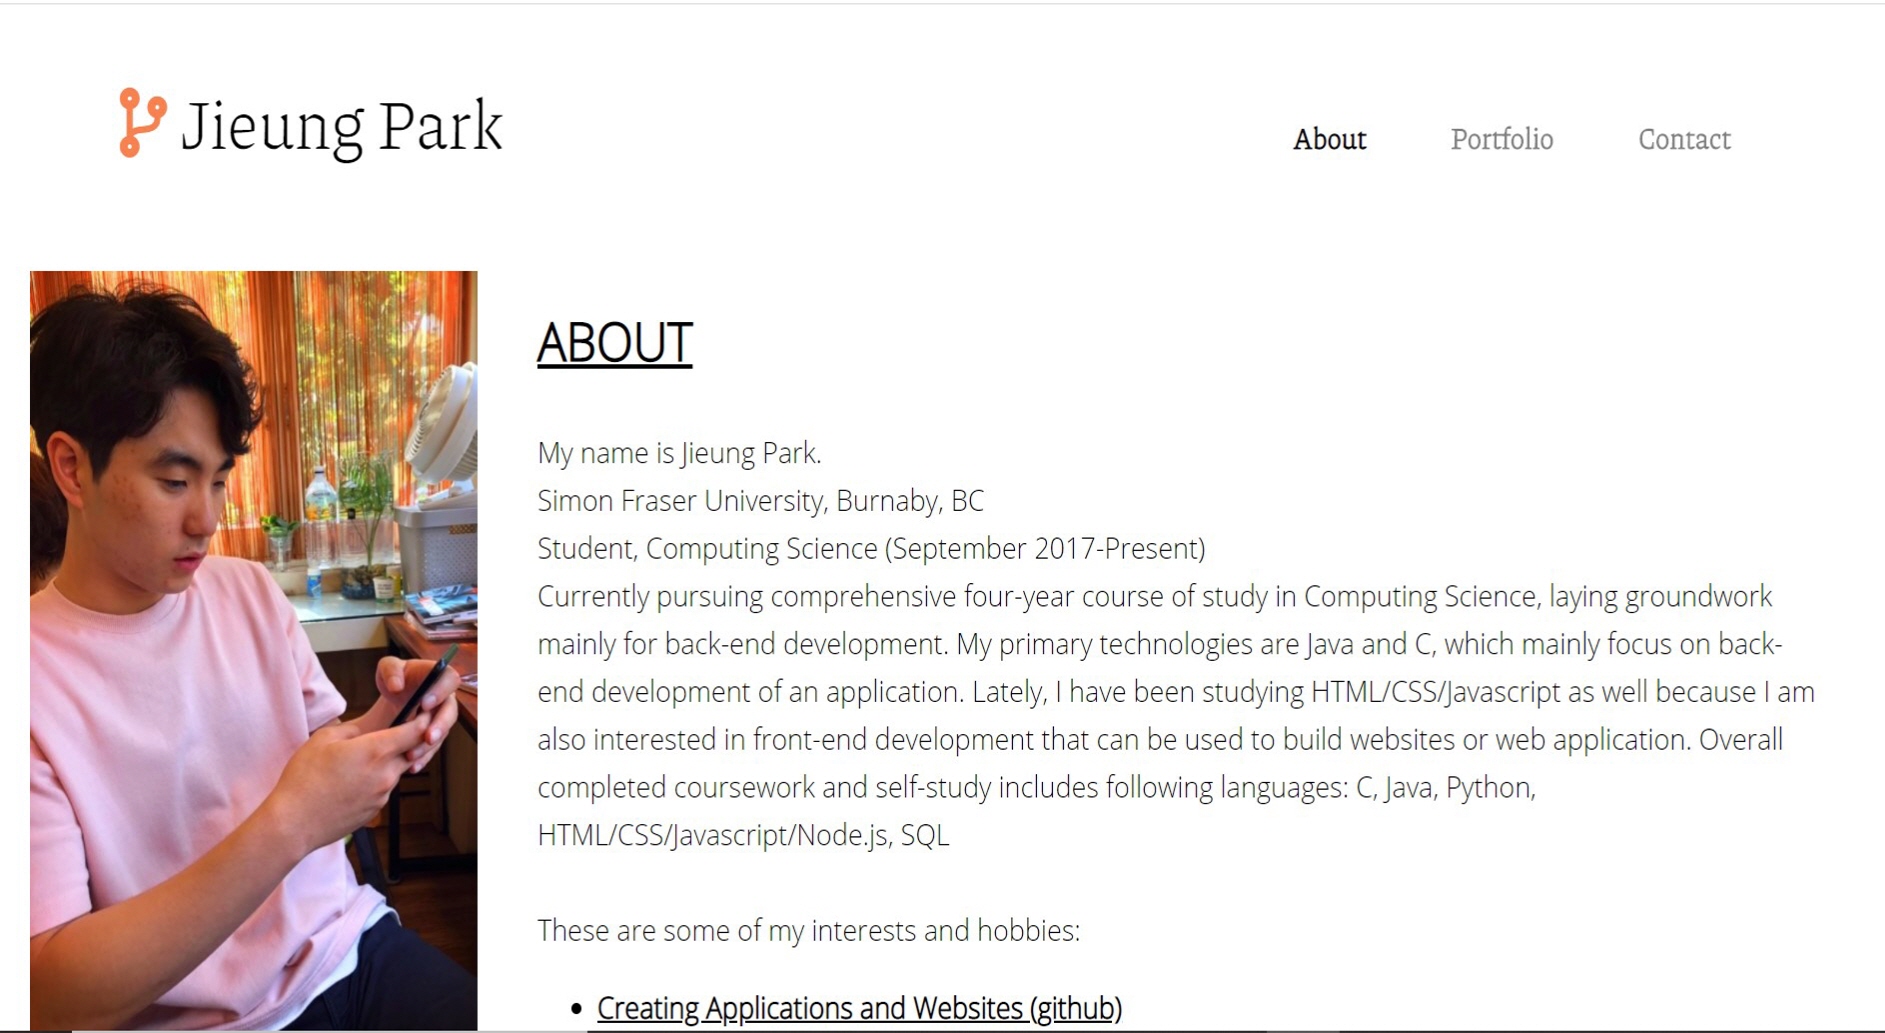 Jieung Park
About
Portfolio
Contact
ABOUT
My name is Jieung Park.
Simon Fraser University, Burnaby, BC
Student, Computing Science (September 2017-Present)
Currently pursuing comprehensive four-year course of study in Computing Science, laying groundwork
mainly for back-end development. My primary technologies are Java and C, which mainly focus on back-
end development of an application. Lately, I have been studying HTML/CSS/Javascript as well because I am
also interested in front-end development that can be used to build websites or web application. Overall
completed coursework and self-study includes following languages: C, Java, Python,
HTML/CSS/Javascript/Node.js, SQL
These are some of my interests and hobbies:
• Creating Applications and Websites (github)